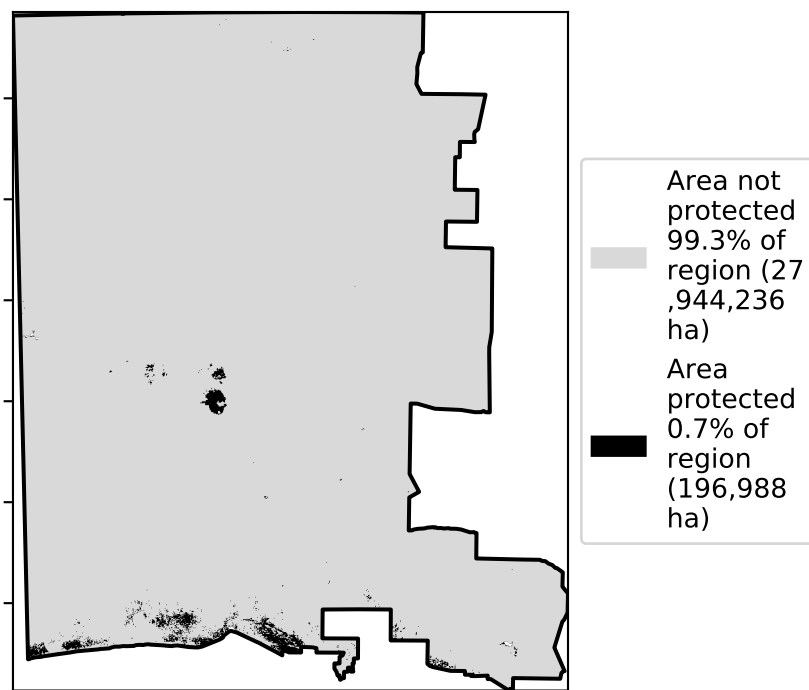 Area not
protected
99.3% of
region (27
,944,236
ha)
Area
protected
0.7% of
region
(196,988
ha)